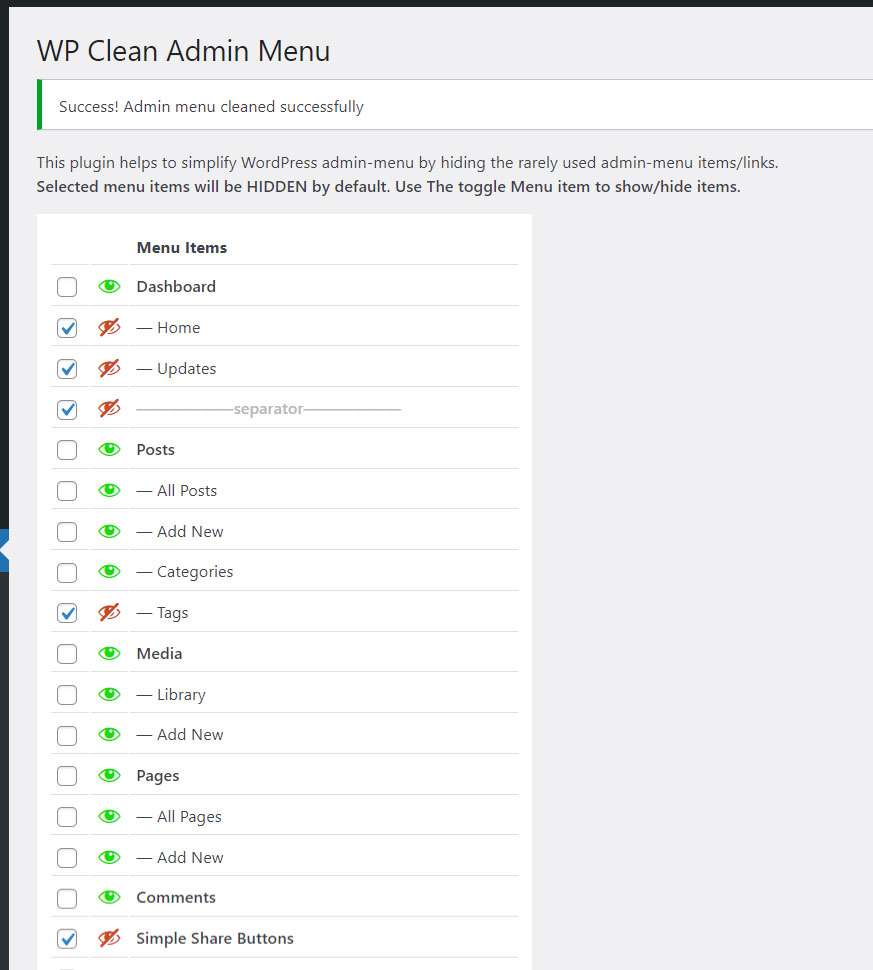 WP Clean Admin Menu
Success! Admin menu cleaned successfully
This plugin helps to simplify WordPress admin-menu by hiding the rarely used admin-menu items/links.
Selected menu items will be HIDDEN by default. Use The toggle Menu item to show/hide items.
Menu Items
Dashboard
— Home
— Updates
——————separator——————
Posts
— All Posts
— Add New
— Categories
— Tags
Media
— Library
— Add New
Pages
— All Pages
— Add New
Comments
Simple Share Buttons